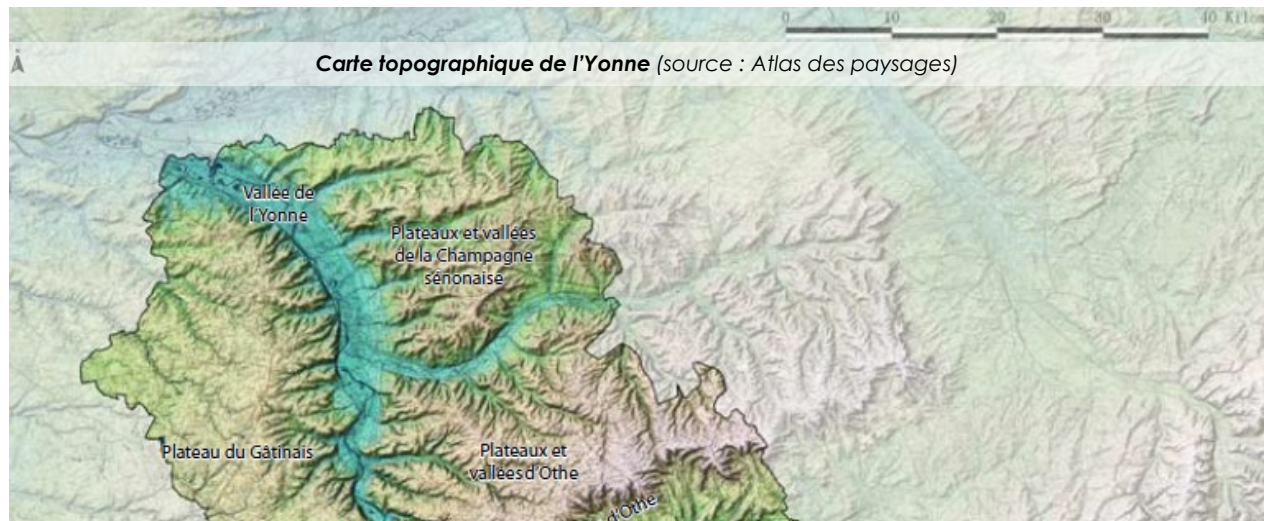 0 10 20 30 40 Kilom
Carte topographique de l'Yonne (source : Atlas des paysages)
Vallée de
l'Yonne
Plateaux et vallées
de la Champagne
sénonaise
Plateau du Gâtinais
Plateaux et
vallées d'Othe
d'Othe